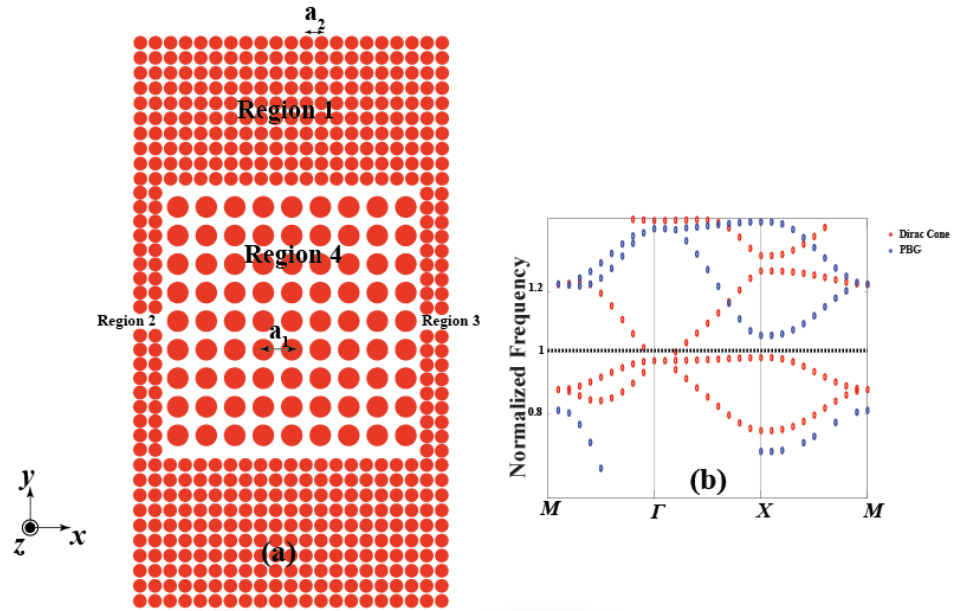 a2
Region 1
Region 4
Region 2
Region 3
a1
y
x
z
(a)
Normalized Frequency
1.2
1
0.8
M
Γ
X
M
(b)
Dirac Cone
PBG